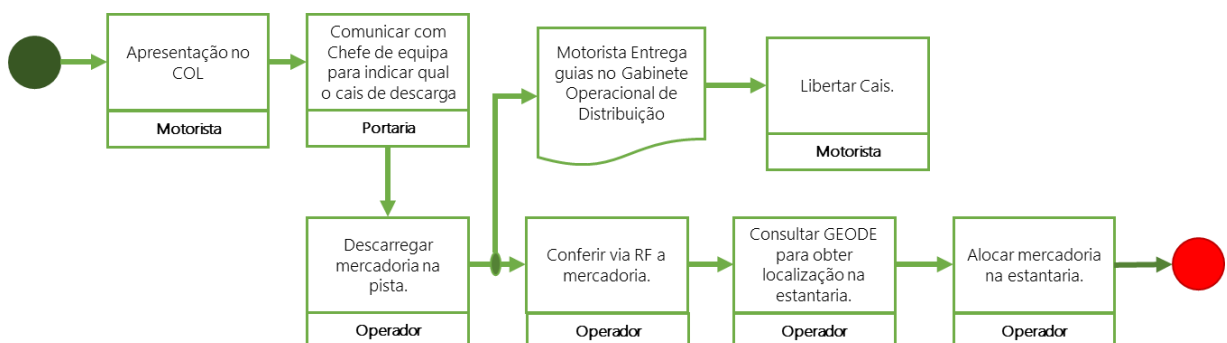 Apresentação no
COL
Motorista
Comunicar com
Chefe de equipa
para indicar qual
o cais de descarga
Portaria
Motorista Entrega
guias no Gabinete
Operacional de
Distribuição
Libertar Cais.
Motorista
Descarregar
mercadoria na
pista.
Operador
Conferir via RF a
mercadoria.
Operador
Consultar GEODE
para obter
localização na
estantaria.
Operador
Alocar mercadoria
na estantaria.
Operador